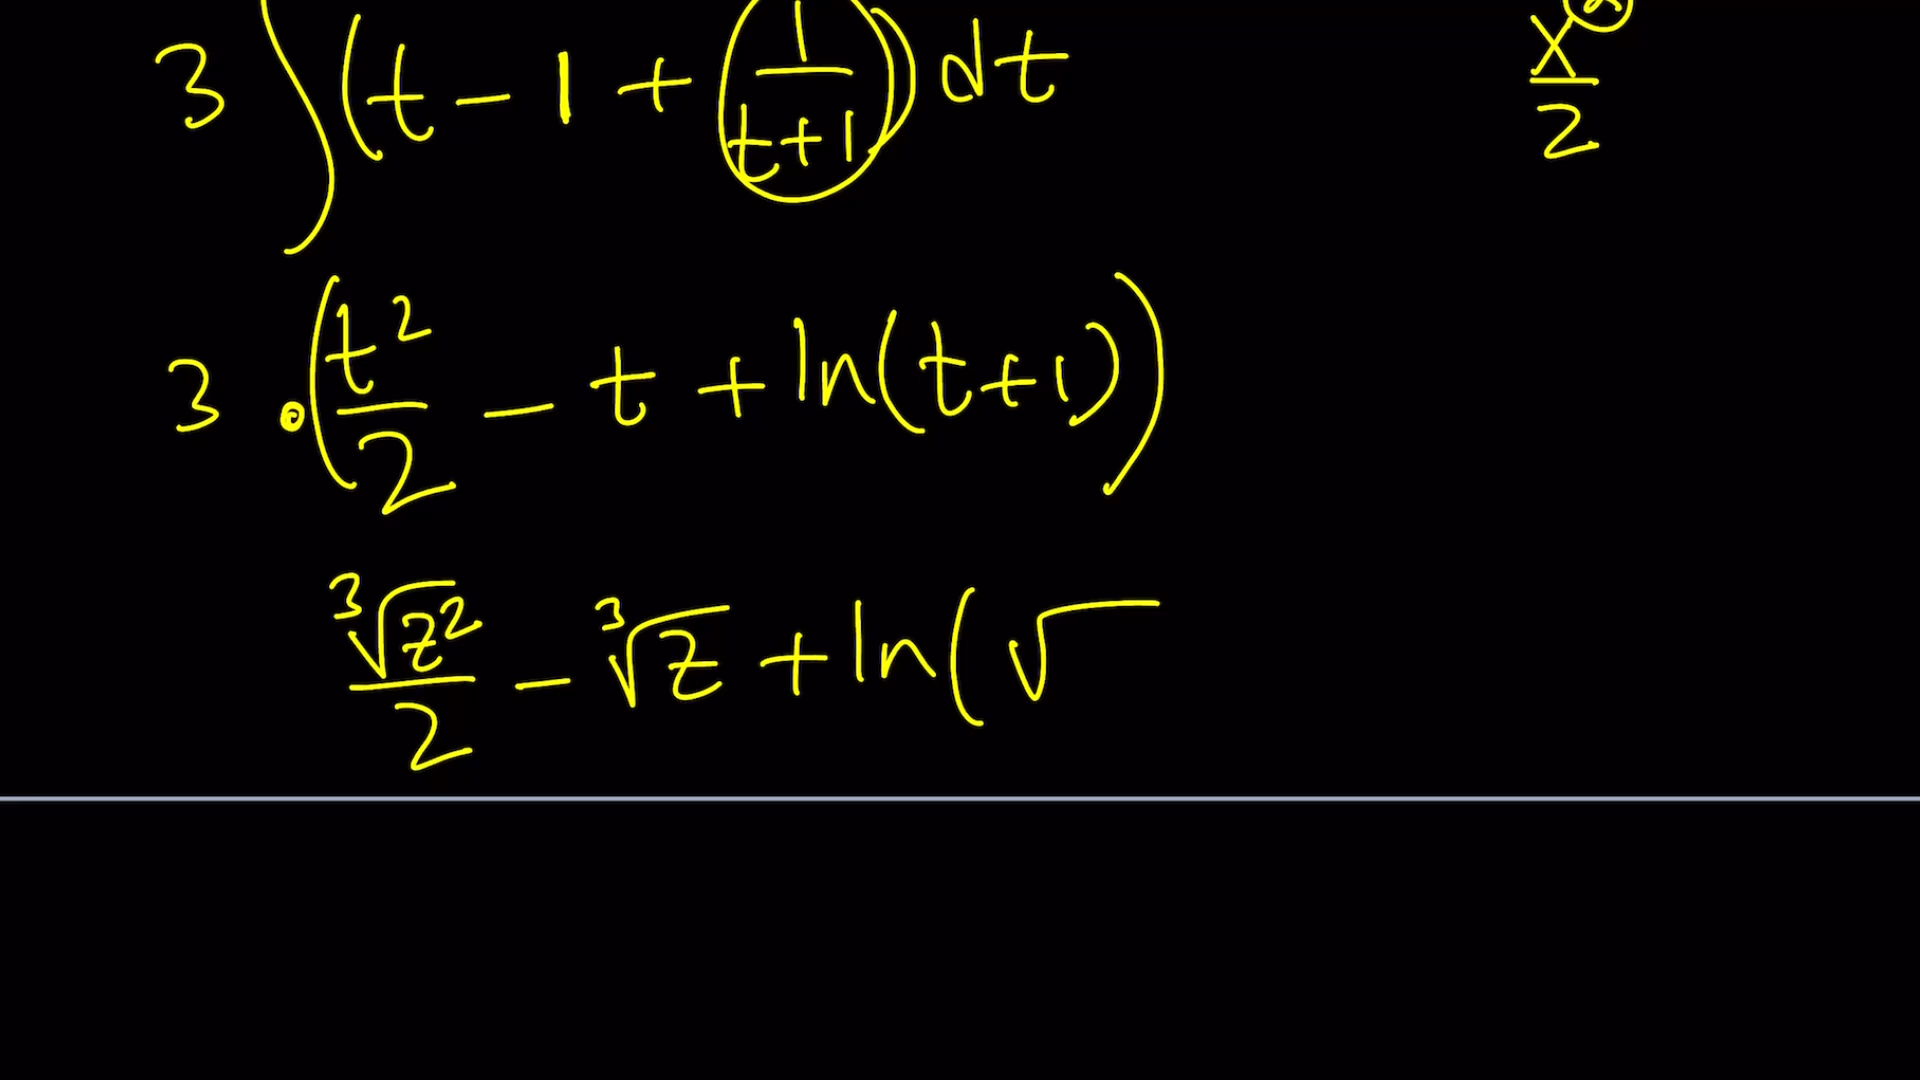 3 ∫ (t - 1 + 1/(t+1)) dt
x/2
3 • (t²/2 - t + ln(t+1))
∛z²/2 - ∛z + ln( √